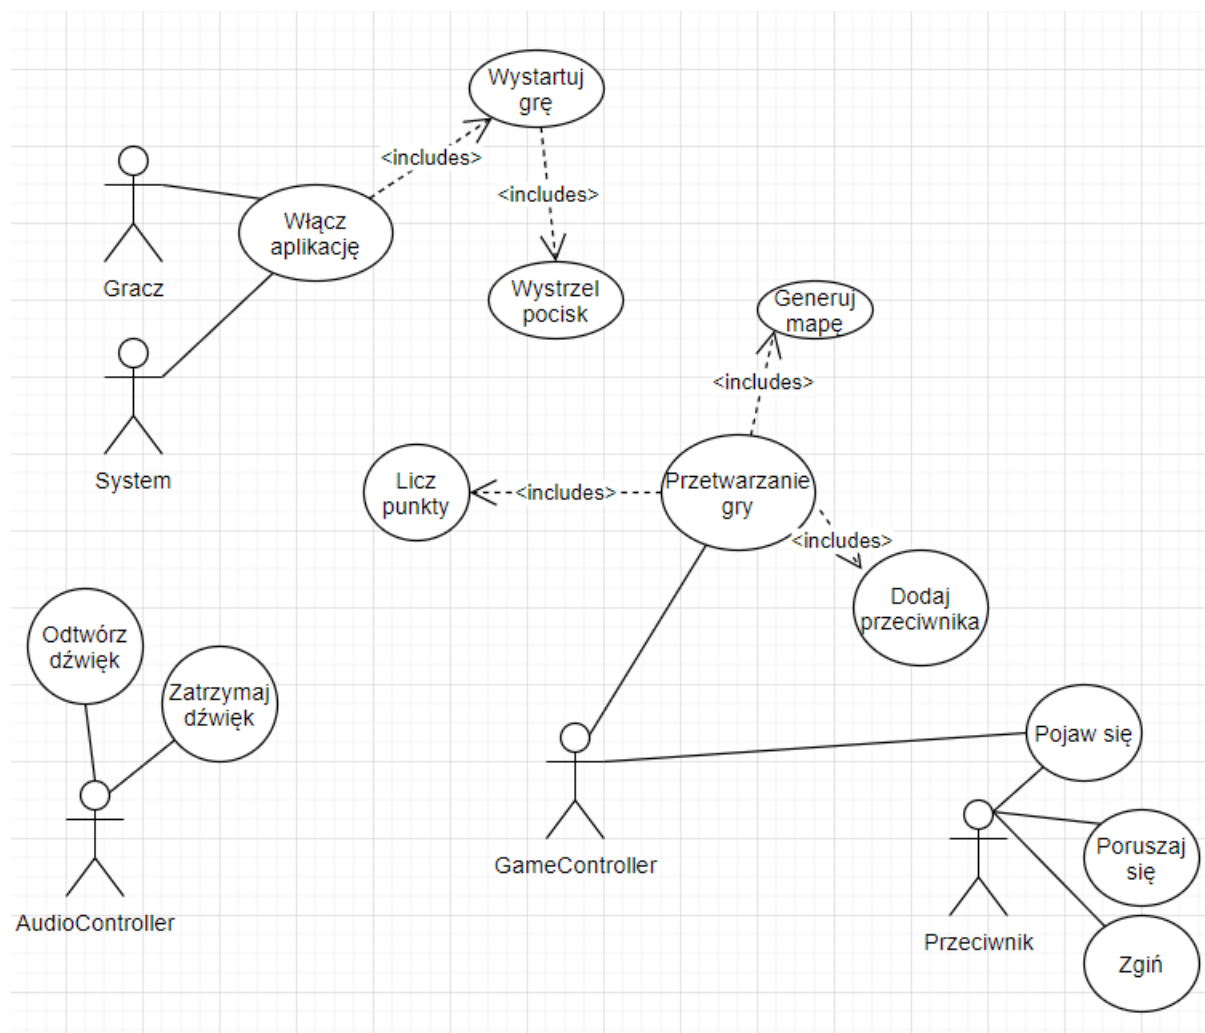 Wystartuj
grę
<includes>
Włącz
aplikację
Gracz
<includes>
Wystrzel
pocisk
System
Generuj
mapę
<includes>
Licz
punkty
<includes>
Przetwarzanie
gry
<includes>
Dodaj
przeciwnika
Odtwórz
dźwięk
Zatrzymaj
dźwięk
AudioController
GameController
Pojaw się
Poruszaj
się
Zgiń
Przeciwnik